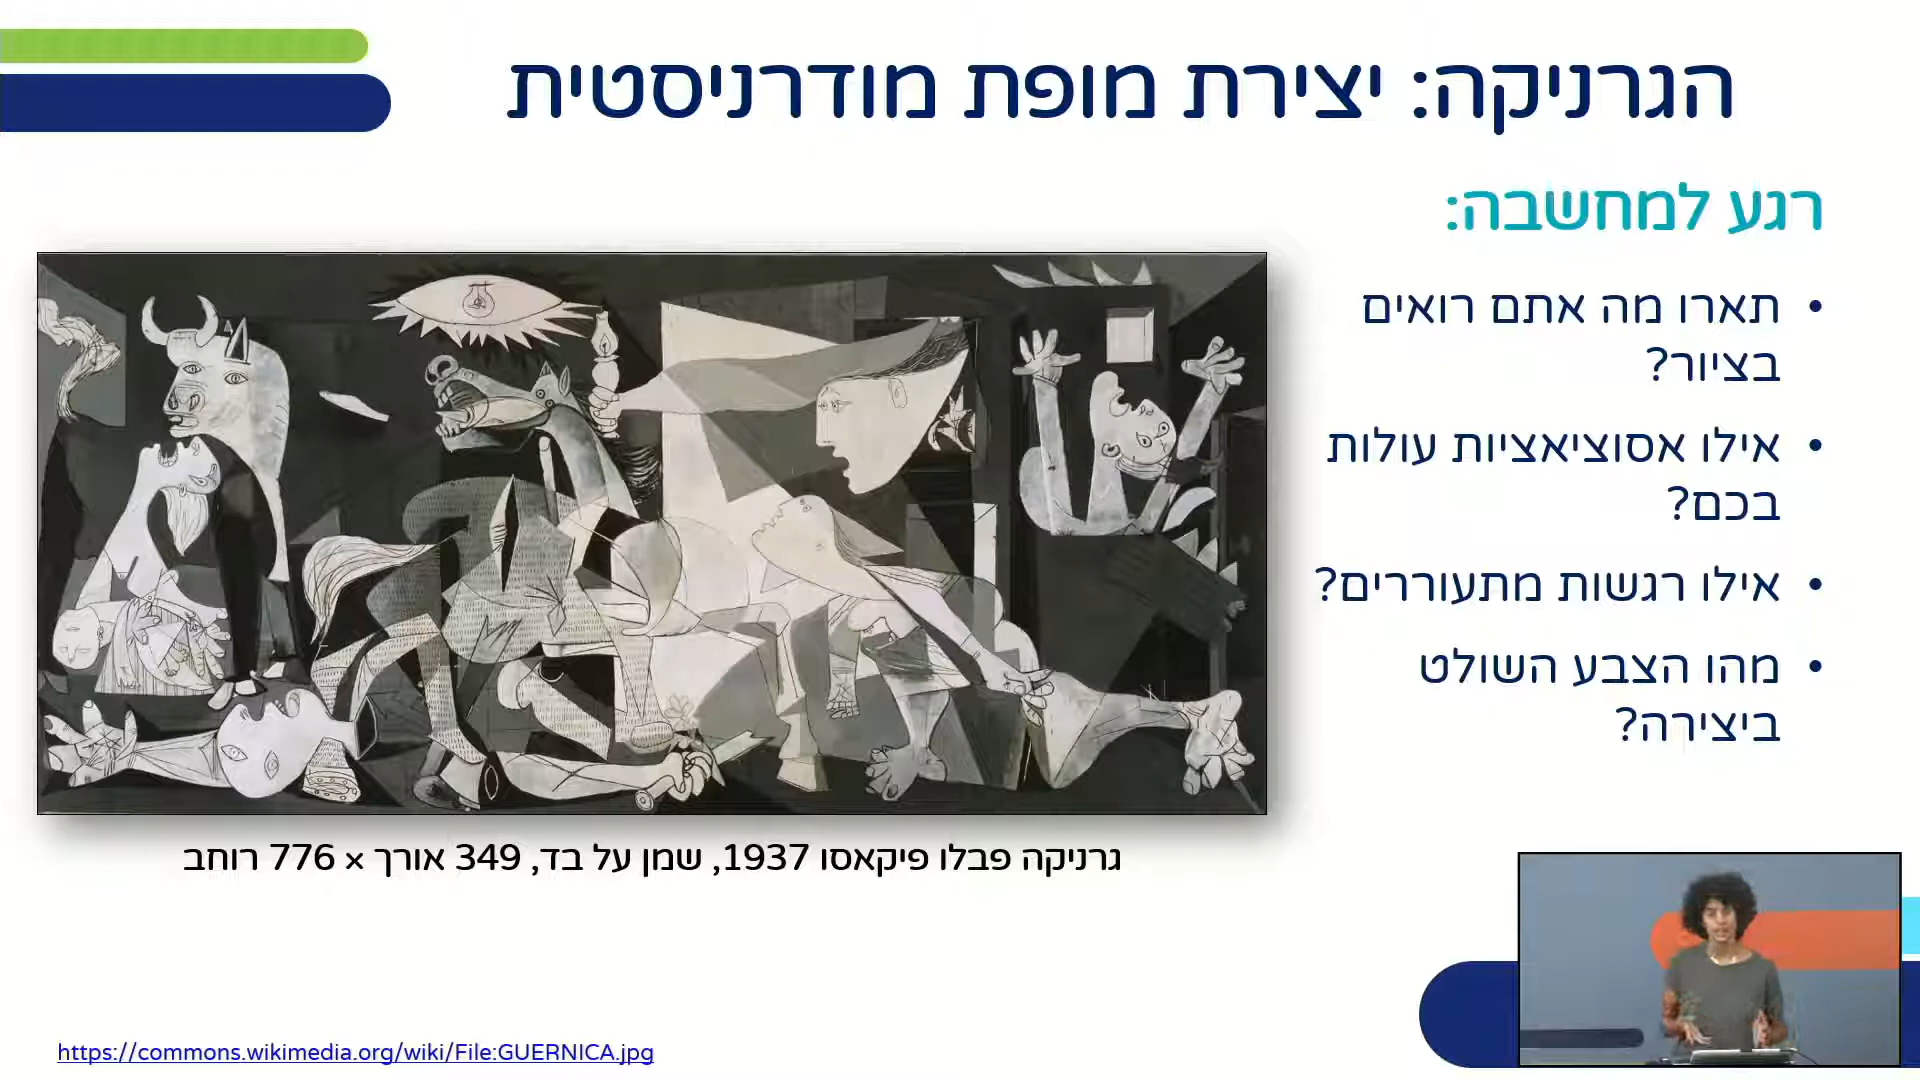 הגרניקה: יצירת מופת מודרניסטית
רגע למחשבה:
• תארו מה אתם רואים
בציור?
• אילו אסוציאציות עולות
בכם?
• אילו רגשות מתעוררים?
• מהו הצבע השולט
ביצירה?
גרניקה פבלו פיקאסו 1937, שמן על בד, 349 אורך × 776 רוחב
https://commons.wikimedia.org/wiki/File:GUERNICA.jpg